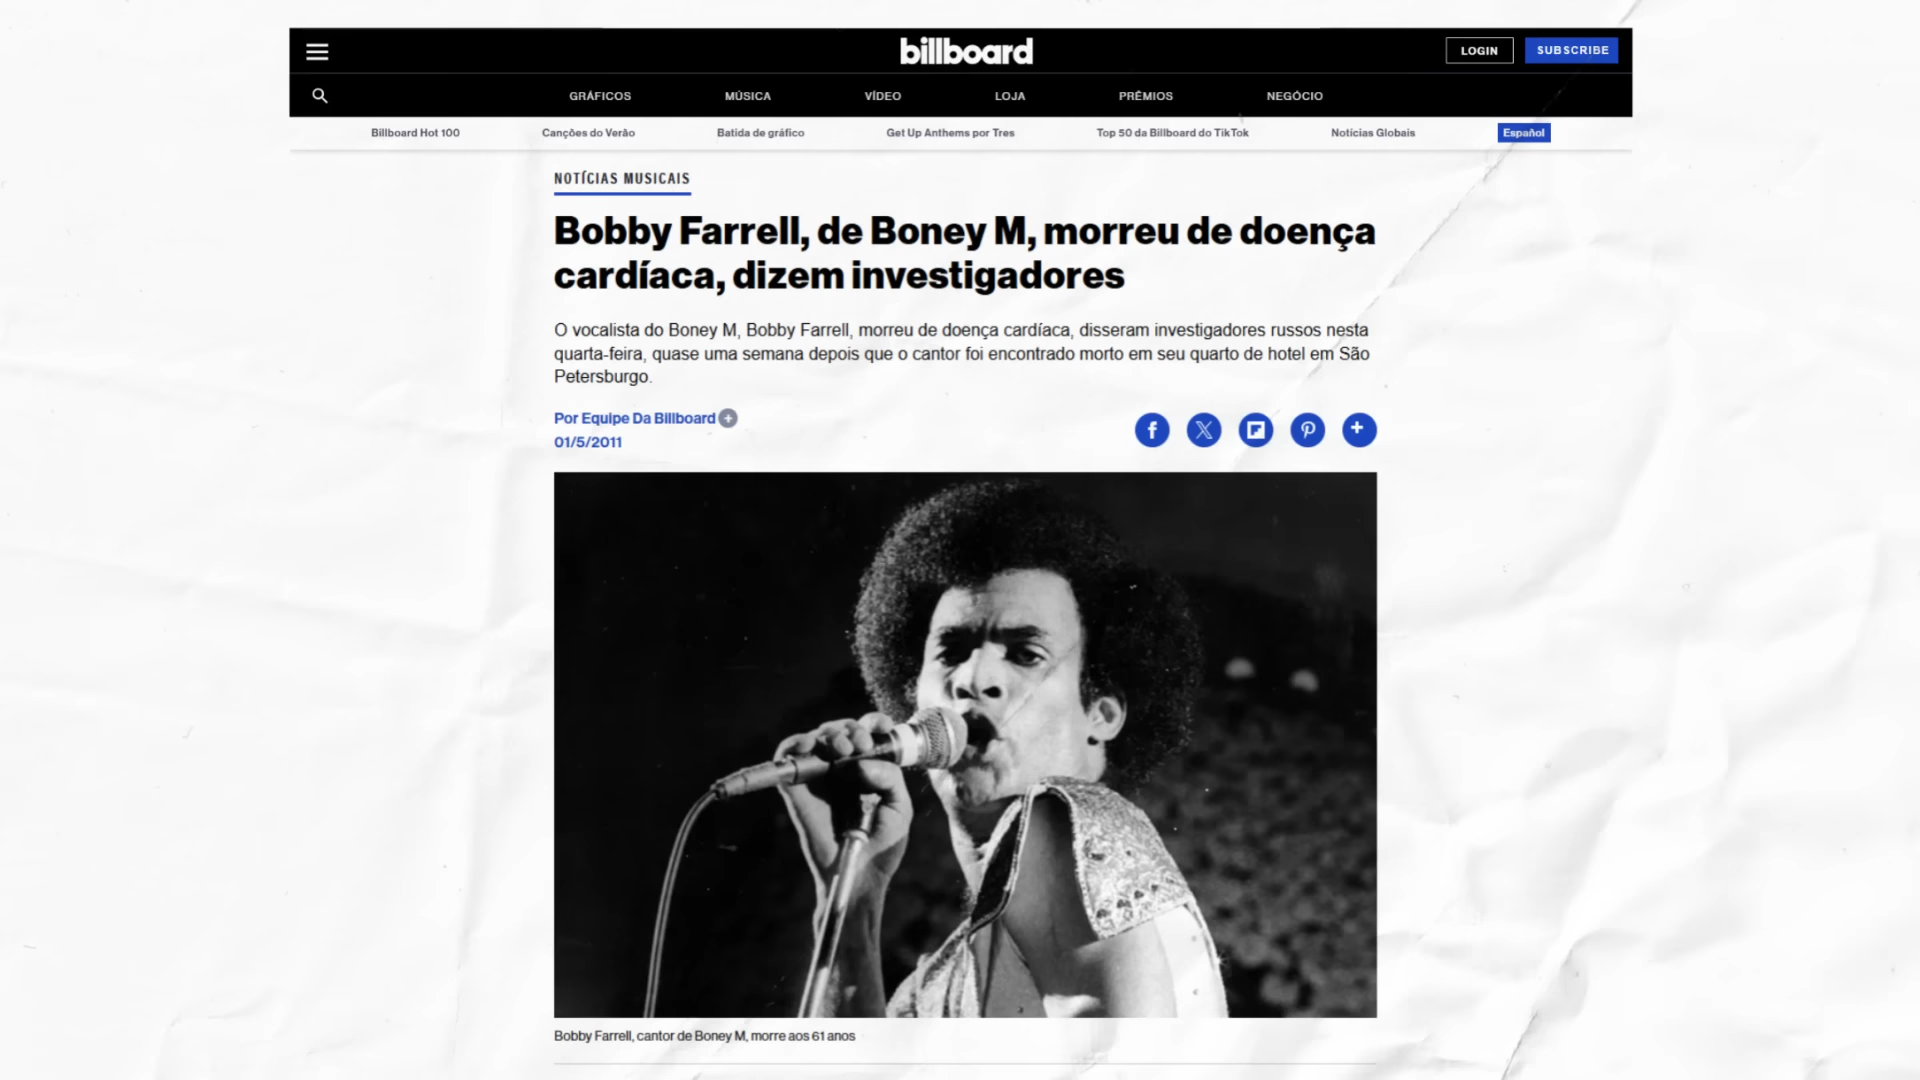 billboard
LOGIN
SUBSCRIBE
GRÁFICOS
MÚSICA
VÍDEO
LOJA
PRÊMIOS
NEGÓCIO
Billboard Hot 100
Canções do Verão
Batida de gráfico
Get Up Anthems por Tres
Top 50 da Billboard do TikTok
Notícias Globais
Español
NOTÍCIAS MUSICAIS
Bobby Farrell, de Boney M, morreu de doença
cardíaca, dizem investigadores
O vocalista do Boney M, Bobby Farrell, morreu de doença cardíaca, disseram investigadores russos nesta
quarta-feira, quase uma semana depois que o cantor foi encontrado morto em seu quarto de hotel em São
Petersburgo.
Por Equipe Da Billboard
01/5/2011
Bobby Farrell, cantor de Boney M, morre aos 61 anos